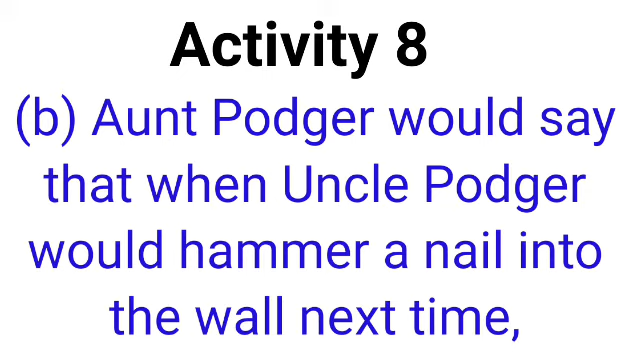 Activity 8
(b) Aunt Podger would say
that when Uncle Podger
would hammer a nail into
the wall next time,